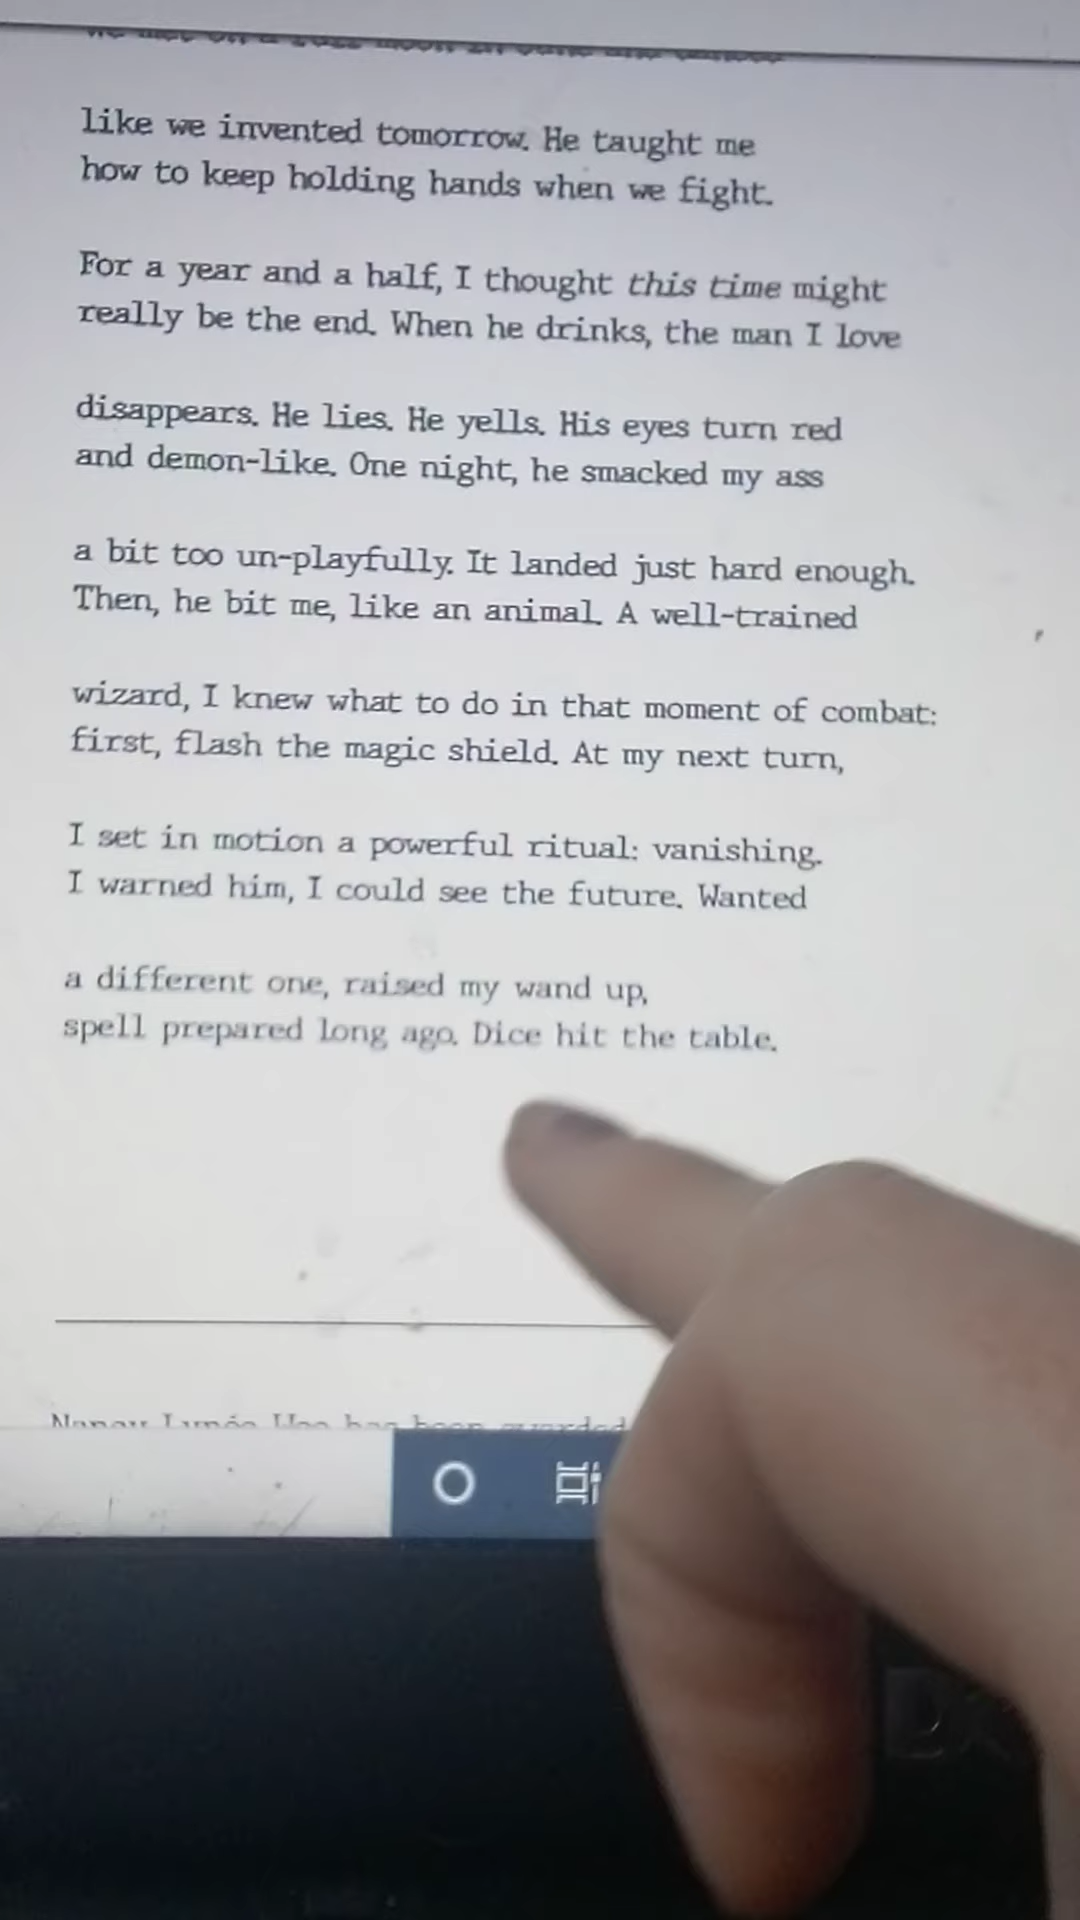 like we invented tomorrow. He taught me
how to keep holding hands when we fight.
For a year and a half, I thought this time might
really be the end. When he drinks, the man I love
disappears. He lies. He yells. His eyes turn red
and demon-like. One night, he smacked my ass
a bit too un-playfully. It landed just hard enough.
Then, he bit me, like an animal. A well-trained
wizard, I knew what to do in that moment of combat:
first, flash the magic shield. At my next turn,
I set in motion a powerful ritual: vanishing.
I warned him, I could see the future. Wanted
a different one, raised my wand up,
spell prepared long ago. Dice hit the table.